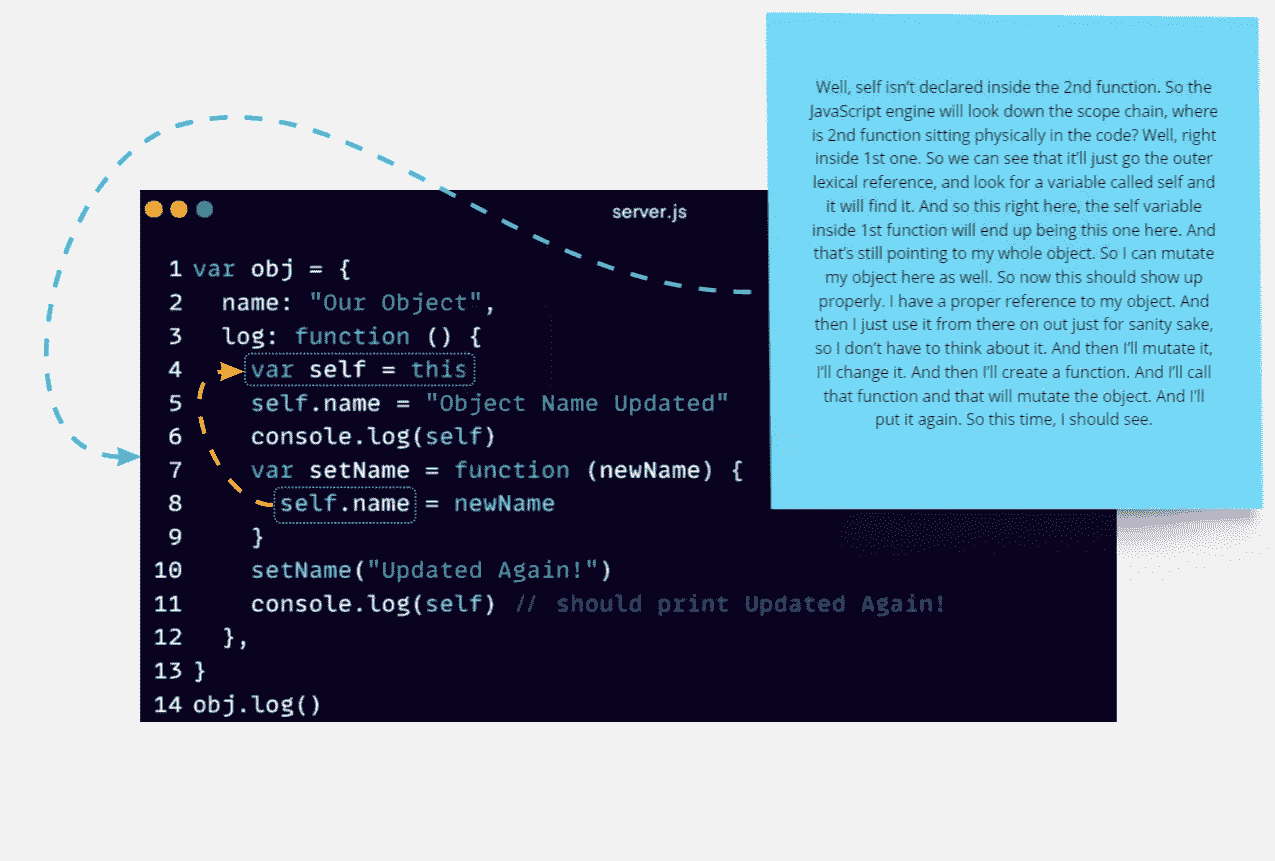 Well, self isn’t declared inside the 2nd function. So the
JavaScript engine will look down the scope chain, where
is 2nd function sitting physically in the code? Well, right
inside 1st one. So we can see that it’ll just go the outer
lexical reference, and look for a variable called self and
it will find it. And so this right here, the self variable
inside 1st function will end up being this one here. And
that’s still pointing to my whole object. So I can mutate
my object here as well. So now this should show up
properly. I have a proper reference to my object. And
then I just use it from there on out just for sanity sake,
so I don’t have to think about it. And then I’ll mutate it,
I’ll change it. And then I’ll create a function. And I’ll call
that function and that will mutate the object. And I’ll
put it again. So this time, I should see.
server.js
1 var obj = {
2   name: "Our Object",
3   log: function () {
4     var self = this
5     self.name = "Object Name Updated"
6     console.log(self)
7     var setName = function (newName) {
8       self.name = newName
9     }
10     setName("Updated Again!")
11     console.log(self) // should print Updated Again!
12   },
13 }
14 obj.log()